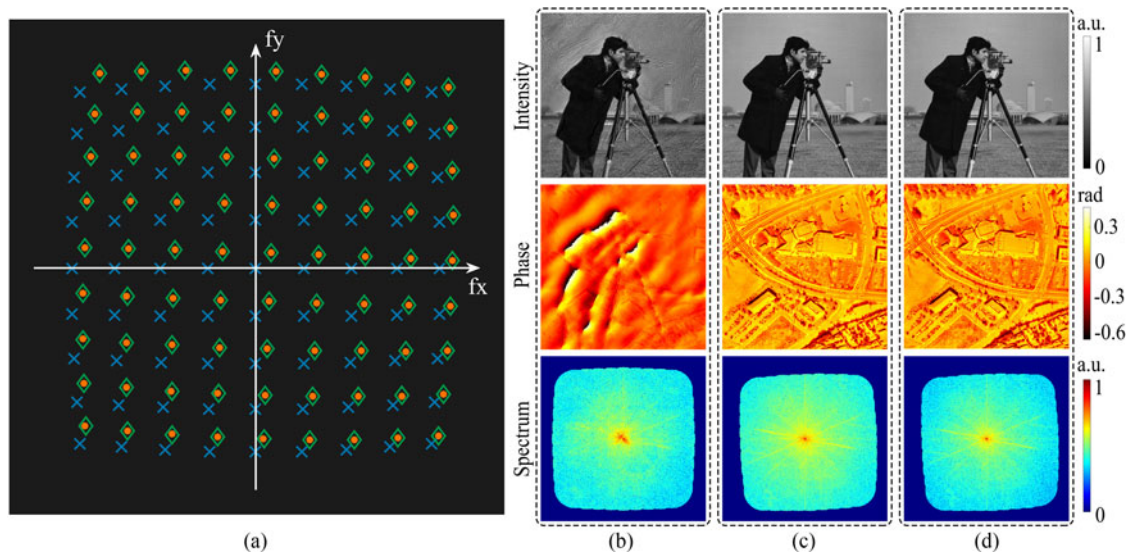 fy
fx
(a)
Intensity
Phase
Spectrum
a.u.
1
0
rad
0.3
0
-0.3
-0.6
a.u.
1
0
(b)
(c)
(d)